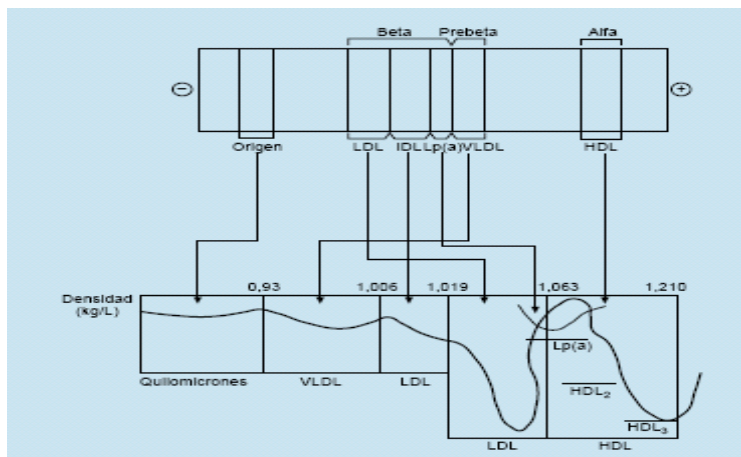 Beta Prebeta Alfa
− +
Origen LDL IDL Lp(a) VLDL HDL
Densidad 0,93 1,006 1,019 1,063 1,210
(kg/L)
Lp(a)
Quilomicrones VLDL LDL
HDL2
HDL3
LDL HDL